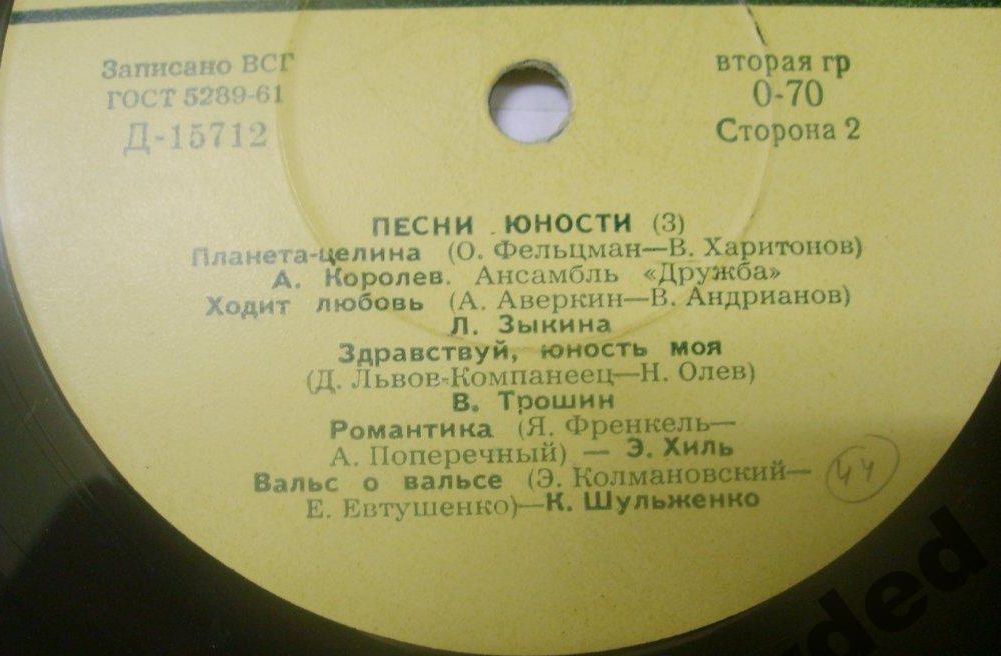 Записано ВСГ
ГОСТ 5289-61
Д-15712
вторая гр
0-70
Сторона 2
ПЕСНИ ЮНОСТИ (3)
Планета-целина (О. Фельцман—В. Харитонов)
А. Королев. Ансамбль «Дружба»
Ходит любовь (А. Аверкин—В. Андрианов)
Л. Зыкина
Здравствуй, юность моя
(Д. Львов-Компанеец—Н. Олев)
В. Трошин
Романтика (Я. Френкель—
А. Поперечный) — Э. Хиль
Вальс о вальсе (Э. Колмановский—
Е. Евтушенко)—К. Шульженко
44